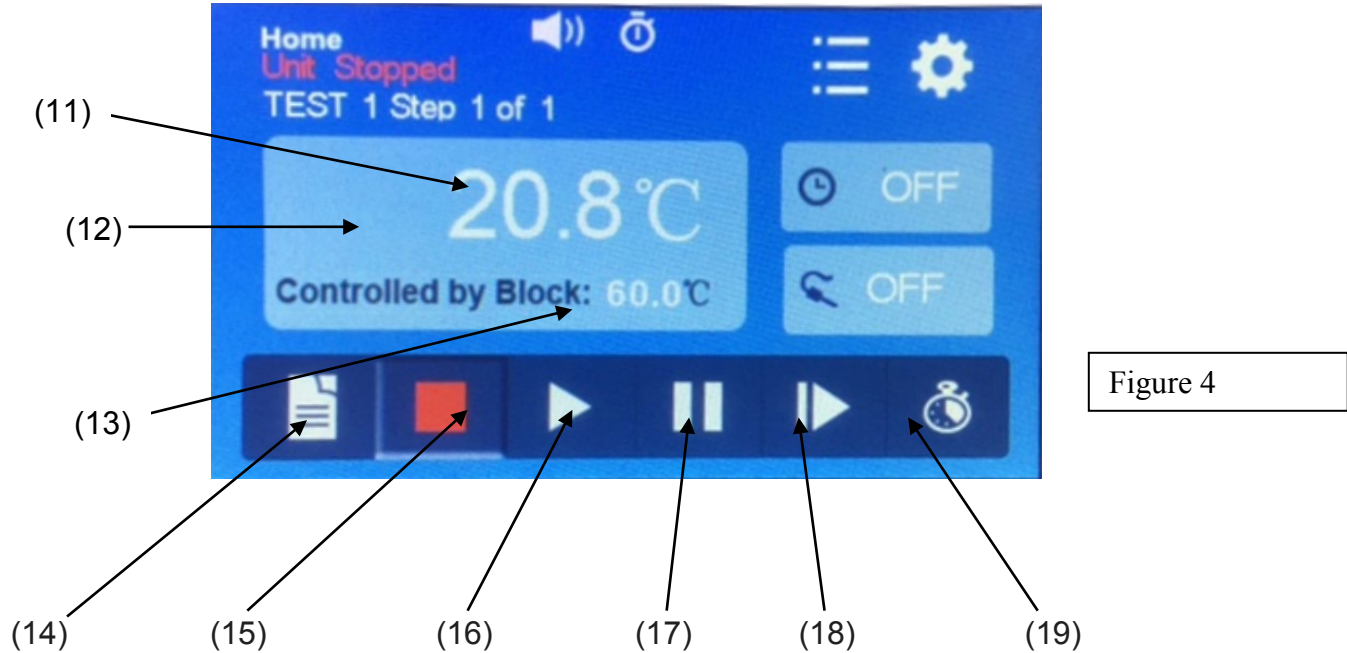 Home
Unit Stopped
TEST 1 Step 1 of 1
(11)
20.8℃
OFF
(12)
Controlled by Block: 60.0℃
OFF
Figure 4
(13)
(14)
(15)
(16)
(17)
(18)
(19)